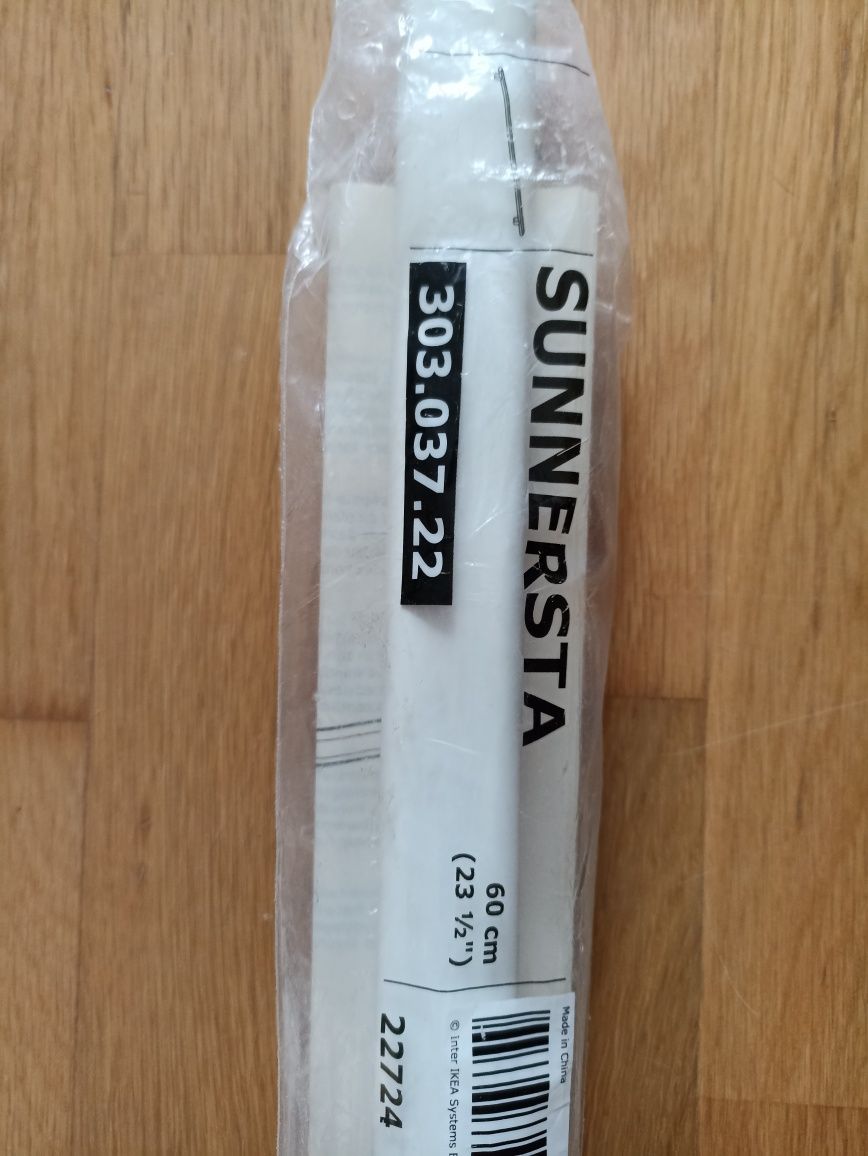 SUNNERSTA
303.037.22
60 cm
(23 ½")
Made in China
© Inter IKEA Systems
22724